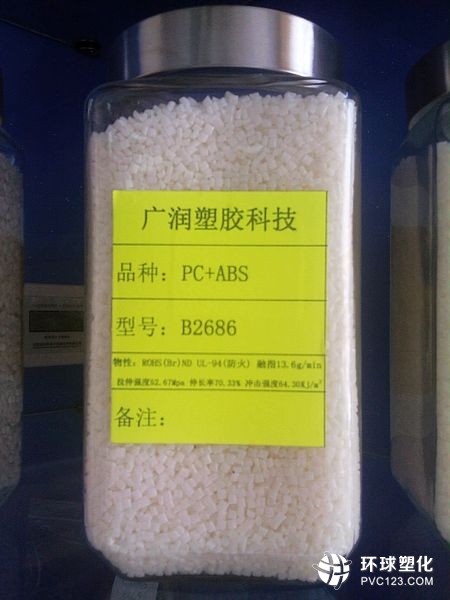 广润塑胶科技
品种：PC+ABS
型号：B2686
物性：ROHS(Br)ND UL-94(防火) 融指13.6g/min
拉伸强度52.67Mpa 伸长率70.33% 冲击强度64.30Kj/m²
备注：
环球塑化
PVC123.COM